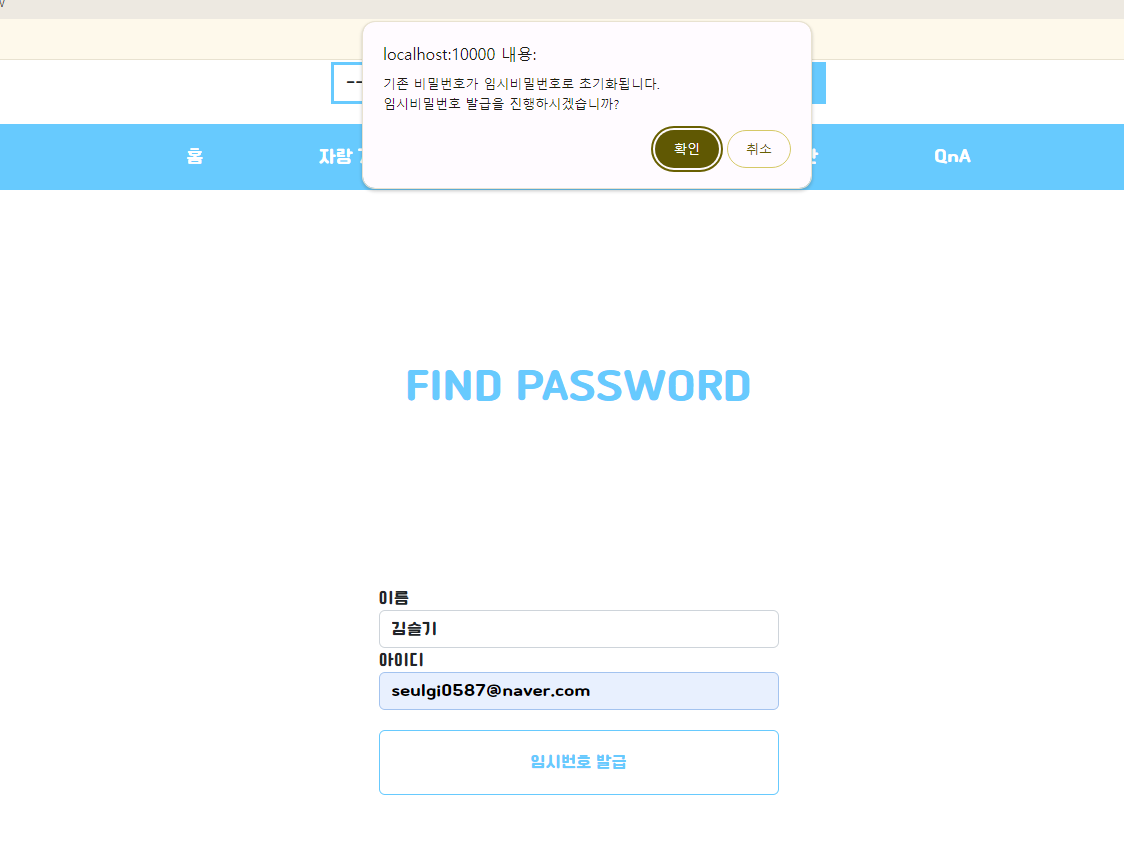 localhost:10000 내용:
기존 비밀번호가 임시비밀번호로 초기화됩니다.
임시비밀번호 발급을 진행하시겠습니까?
확인 취소
--
홈 자랑 QnA
FIND PASSWORD
이름
김슬기
아이디
seulgi0587@naver.com
임시번호 발급